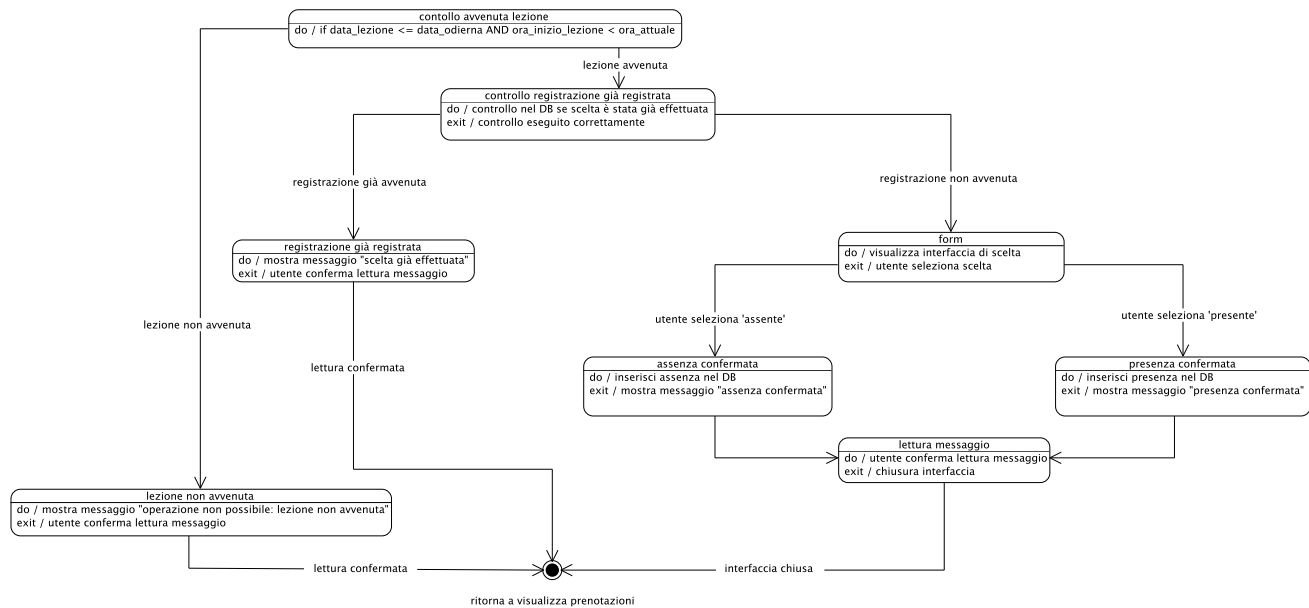 contollo avvenuta lezione
do / if data_lezione <= data_odierna AND ora_inizio_lezione < ora_attuale
lezione avvenuta
controllo registrazione già registrata
do / controllo nel DB se scelta è stata già effettuata
exit / controllo eseguito correttamente
registrazione già avvenuta
registrazione non avvenuta
registrazione già registrata
do / mostra messaggio "scelta già effettuata"
exit / utente conferma lettura messaggio
form
do / visualizza interfaccia di scelta
exit / utente seleziona scelta
lezione non avvenuta
utente seleziona 'assente'
utente seleziona 'presente'
lettura confermata
assenza confermata
do / inserisci assenza nel DB
exit / mostra messaggio "assenza confermata"
presenza confermata
do / inserisci presenza nel DB
exit / mostra messaggio "presenza confermata"
lettura messaggio
do / utente conferma lettura messaggio
exit / chiusura interfaccia
lezione non avvenuta
do / mostra messaggio "operazione non possibile: lezione non avvenuta"
exit / utente conferma lettura messaggio
lettura confermata
interfaccia chiusa
ritorna a visualizza prenotazioni